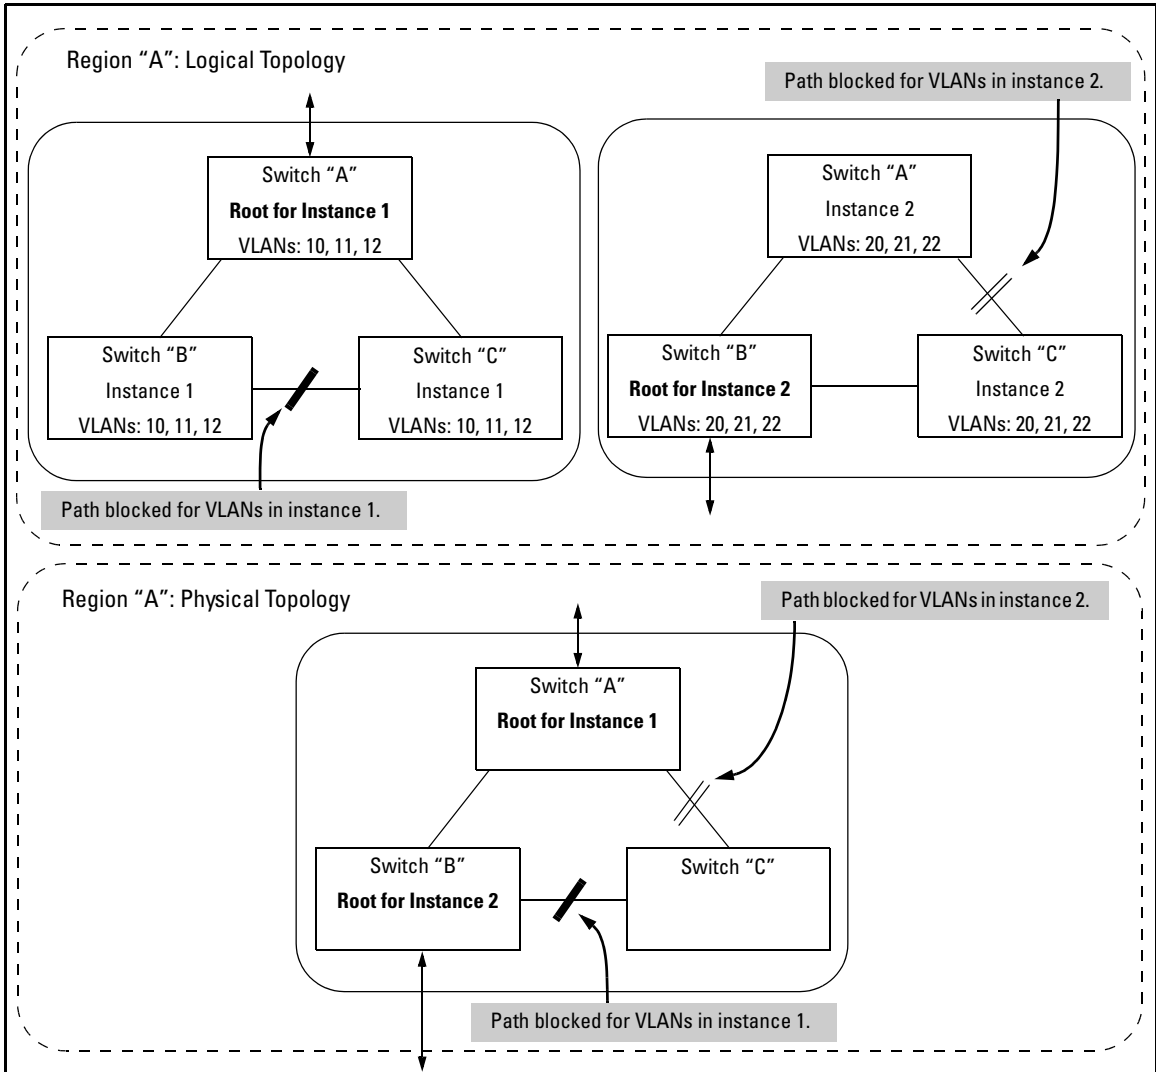 Region “A”: Logical Topology
Path blocked for VLANs in instance 2.
Switch “A”
Root for Instance 1
VLANs: 10, 11, 12
Switch “B”
Instance 1
VLANs: 10, 11, 12
Switch “C”
Instance 1
VLANs: 10, 11, 12
Path blocked for VLANs in instance 1.
Switch “A”
Instance 2
VLANs: 20, 21, 22
Switch “B”
Root for Instance 2
VLANs: 20, 21, 22
Switch “C”
Instance 2
VLANs: 20, 21, 22
Region “A”: Physical Topology
Path blocked for VLANs in instance 2.
Switch “A”
Root for Instance 1
Switch “B”
Root for Instance 2
Switch “C”
Path blocked for VLANs in instance 1.